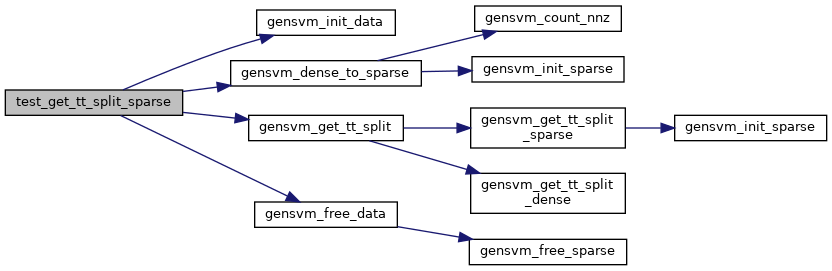 test_get_tt_split_sparse
gensvm_init_data
gensvm_dense_to_sparse
gensvm_get_tt_split
gensvm_free_data
gensvm_count_nnz
gensvm_init_sparse
gensvm_get_tt_split
_sparse
gensvm_get_tt_split
_dense
gensvm_free_sparse
gensvm_init_sparse